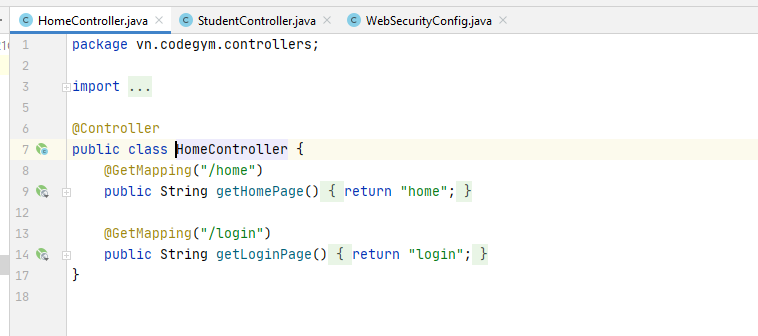 HomeController.java StudentController.java WebSecurityConfig.java
1 package vn.codegym.controllers;
2
3 import ...
5
6 @Controller
7 public class HomeController {
8 @GetMapping("/home")
9 public String getHomePage() { return "home"; }
12
13 @GetMapping("/login")
14 public String getLoginPage() { return "login"; }
17 }
18